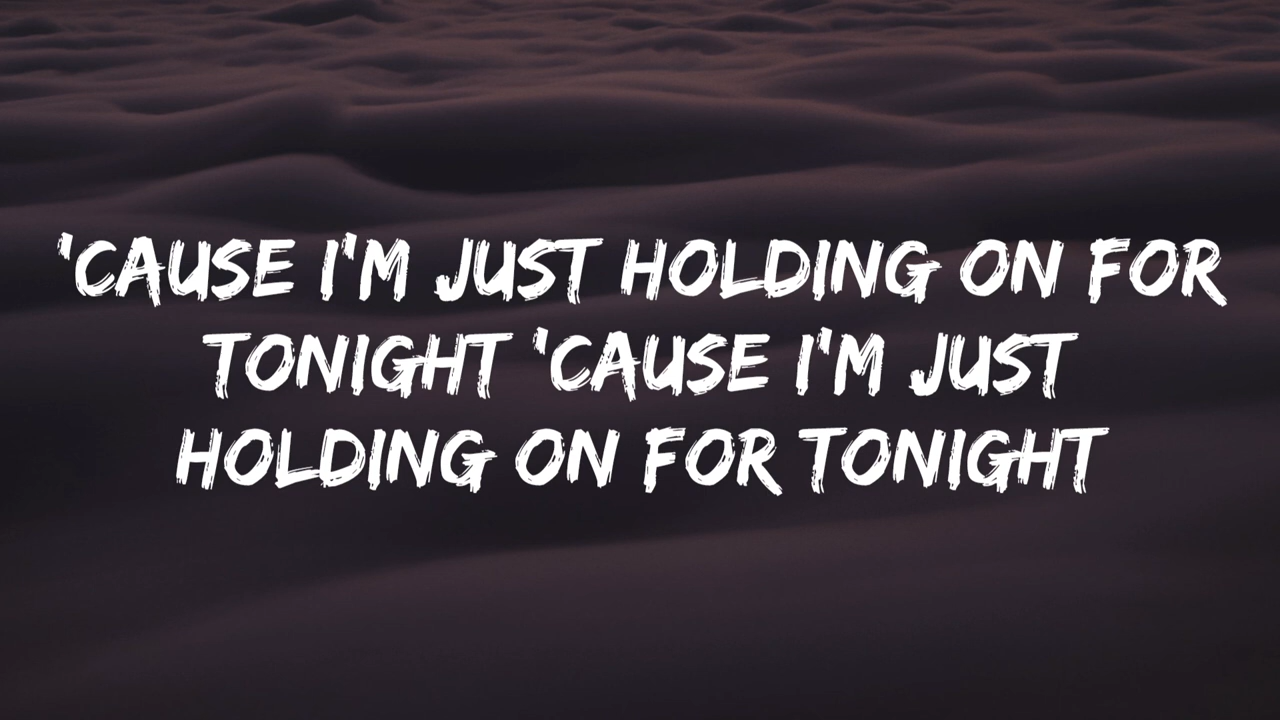 'CAUSE I'M JUST HOLDING ON FOR
TONIGHT 'CAUSE I'M JUST
HOLDING ON FOR TONIGHT